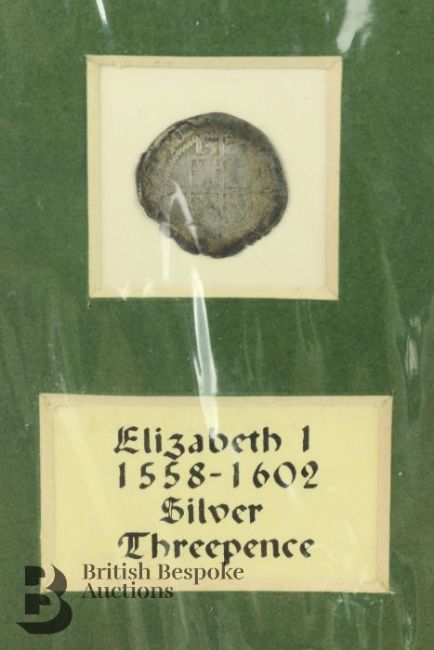 Elizabeth I
1558-1602
Silver
Threepence
British Bespoke
Auctions